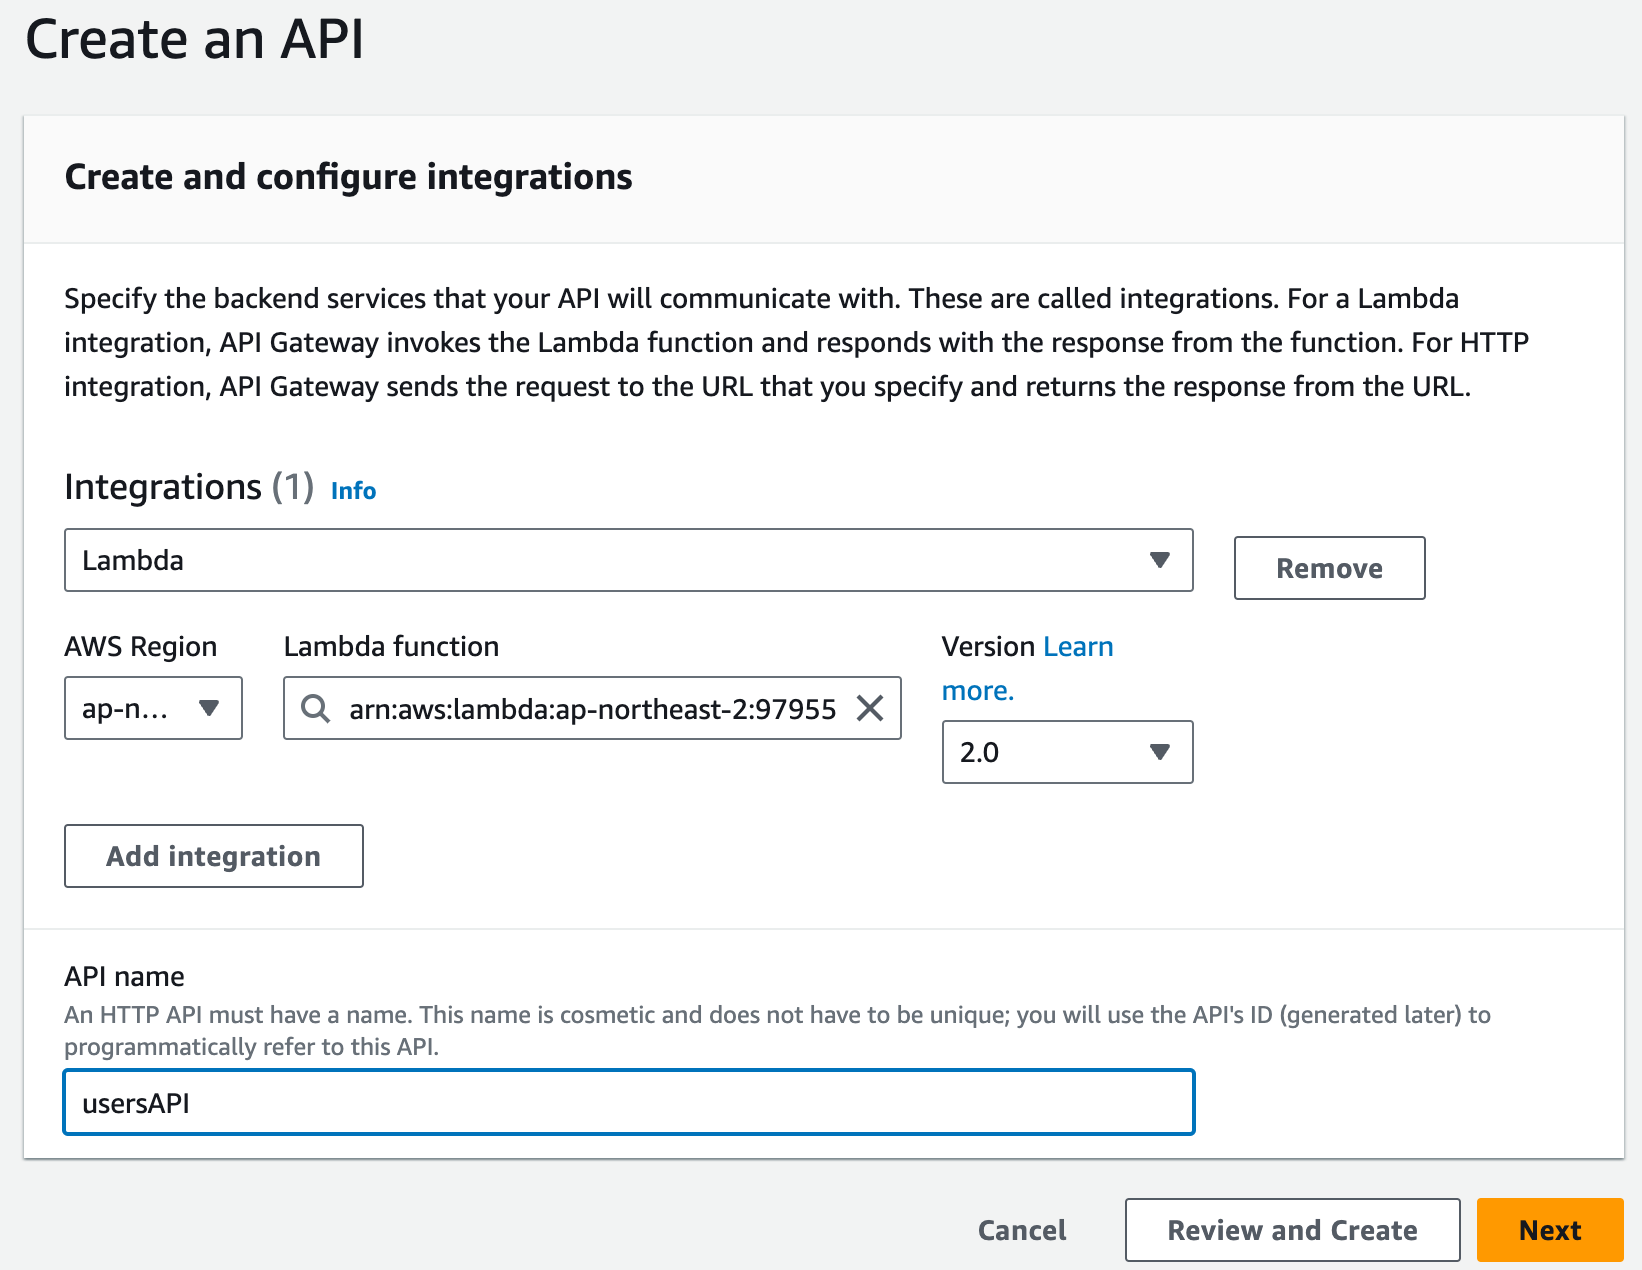 Create an API
Create and configure integrations
Specify the backend services that your API will communicate with. These are called integrations. For a Lambda
integration, API Gateway invokes the Lambda function and responds with the response from the function. For HTTP
integration, API Gateway sends the request to the URL that you specify and returns the response from the URL.
Integrations (1) Info
Lambda
Remove
AWS Region
Lambda function
Version Learn
more.
ap-n...
arn:aws:lambda:ap-northeast-2:97955
2.0
Add integration
API name
An HTTP API must have a name. This name is cosmetic and does not have to be unique; you will use the API's ID (generated later) to
programmatically refer to this API.
usersAPI
Cancel
Review and Create
Next